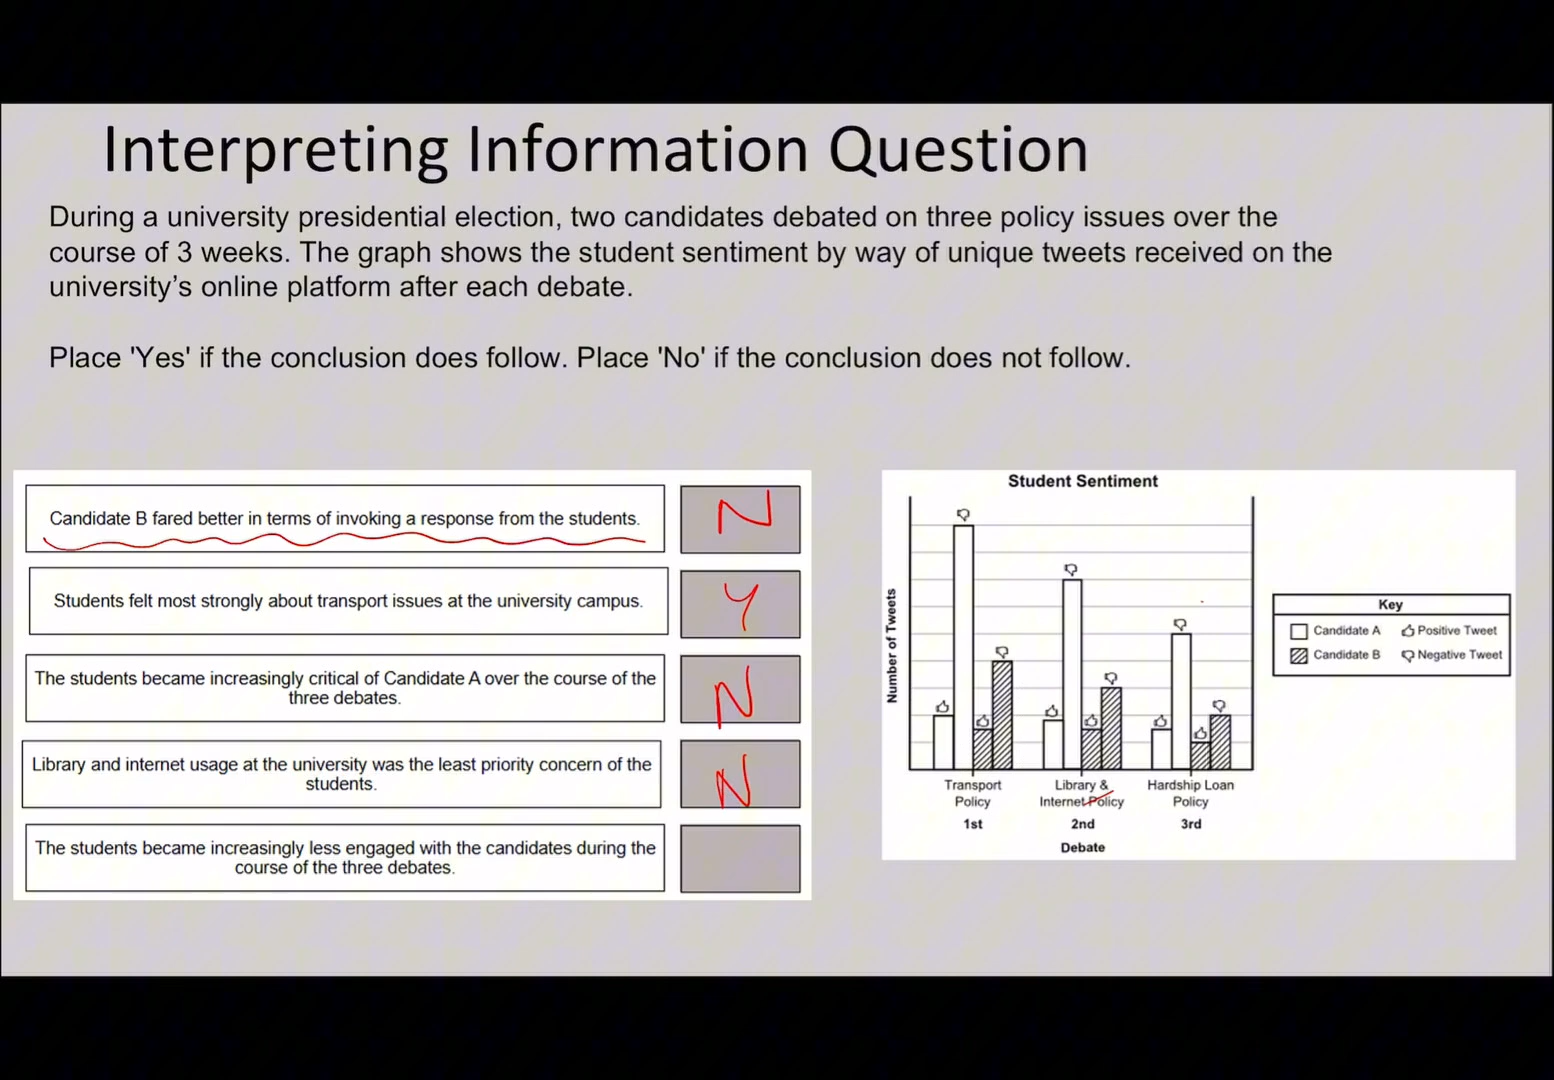 Interpreting Information Question
During a university presidential election, two candidates debated on three policy issues over the
course of 3 weeks. The graph shows the student sentiment by way of unique tweets received on the
university's online platform after each debate.
Place 'Yes' if the conclusion does follow. Place 'No' if the conclusion does not follow.
Candidate B fared better in terms of invoking a response from the students.
N
Students felt most strongly about transport issues at the university campus.
Y
The students became increasingly critical of Candidate A over the course of the
three debates.
N
Library and internet usage at the university was the least priority concern of the
students.
N
The students became increasingly less engaged with the candidates during the
course of the three debates.
Student Sentiment
Number of Tweets
Transport
Policy
1st
Library &
Internet Policy
2nd
Hardship Loan
Policy
3rd
Debate
Key
Candidate A Positive Tweet
Candidate B Negative Tweet